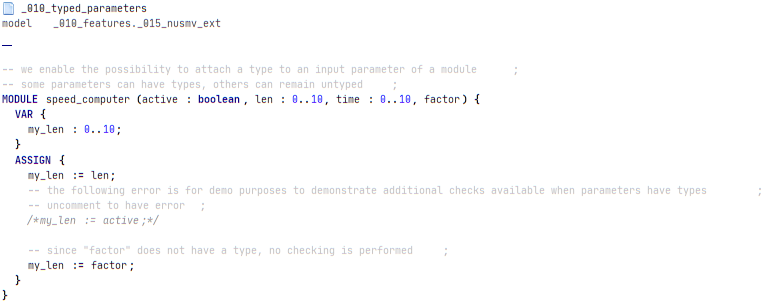 _010_typed_parameters
model _010_features._015_nusmv_ext
-- we enable the possibility to attach a type to an input parameter of a module ;
-- some parameters can have types, others can remain untyped ;
MODULE speed_computer (active : boolean, len : 0..10, time : 0..10, factor) {
VAR {
my_len : 0..10;
}
ASSIGN {
my_len := len;
-- the following error is for demo purposes to demonstrate additional checks available when parameters have types ;
-- uncomment to have error ;
/*my_len := active;*/
-- since "factor" does not have a type, no checking is performed ;
my_len := factor;
}
}